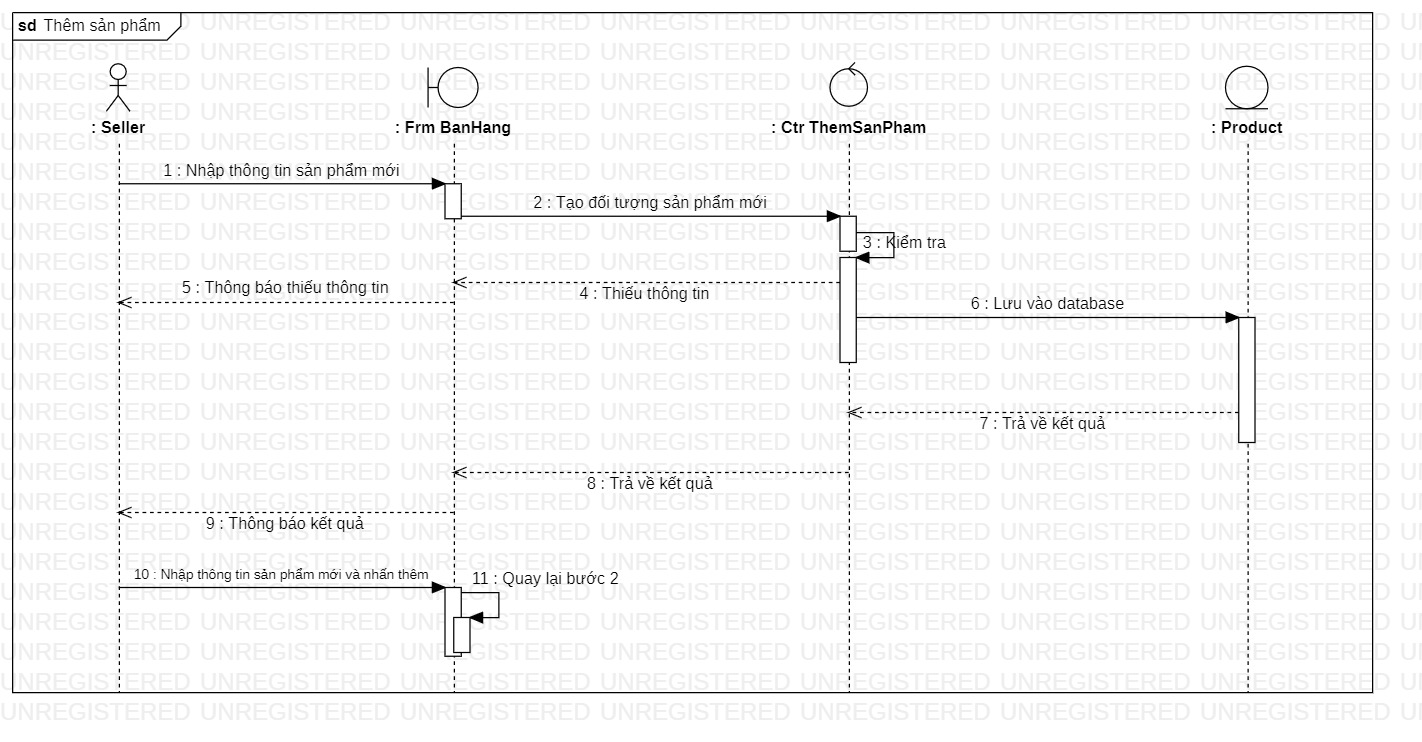 sd Thêm sản phẩm
: Seller
: Frm BanHang
: Ctr ThemSanPham
: Product
1 : Nhập thông tin sản phẩm mới
2 : Tạo đối tượng sản phẩm mới
3 : Kiểm tra
4 : Thiếu thông tin
5 : Thông báo thiếu thông tin
6 : Lưu vào database
7 : Trả về kết quả
8 : Trả về kết quả
9 : Thông báo kết quả
10 : Nhập thông tin sản phẩm mới và nhấn thêm
11 : Quay lại bước 2
UNREGISTERED